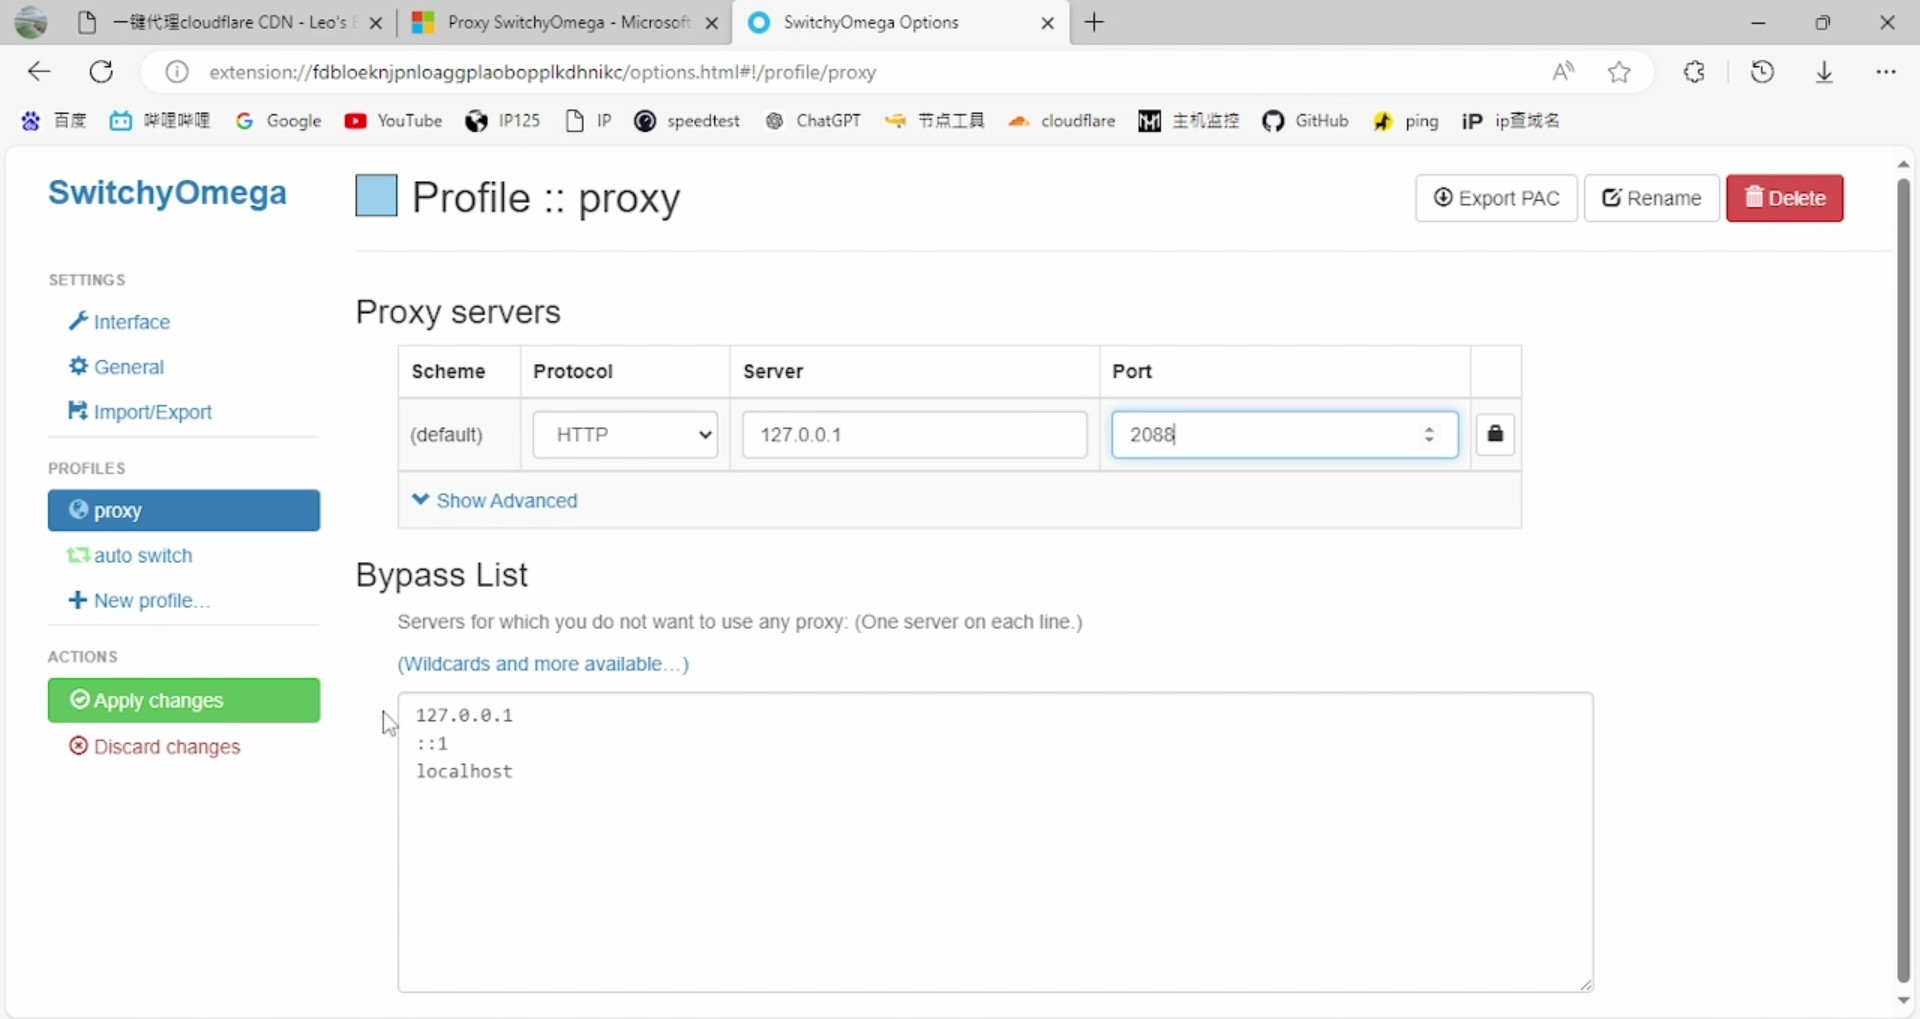 一键代理cloudflare CDN - Leo's
Proxy SwitchyOmega - Microsoft
SwitchyOmega Options
extension://fdbloeknjpnloaggplaobopplkdhnikc/options.html#!/profile/proxy
百度
哔哩哔哩
Google
YouTube
IP125
IP
speedtest
ChatGPT
节点工具
cloudflare
主机监控
GitHub
ping
iP ip查域名
SwitchyOmega
Profile :: proxy
Export PAC
Rename
Delete
SETTINGS
Interface
General
Import/Export
PROFILES
proxy
auto switch
New profile…
ACTIONS
Apply changes
Discard changes
Proxy servers
Scheme Protocol Server Port
(default) HTTP 127.0.0.1 2088
Show Advanced
Bypass List
Servers for which you do not want to use any proxy: (One server on each line.)
(Wildcards and more available…)
127.0.0.1
::1
localhost